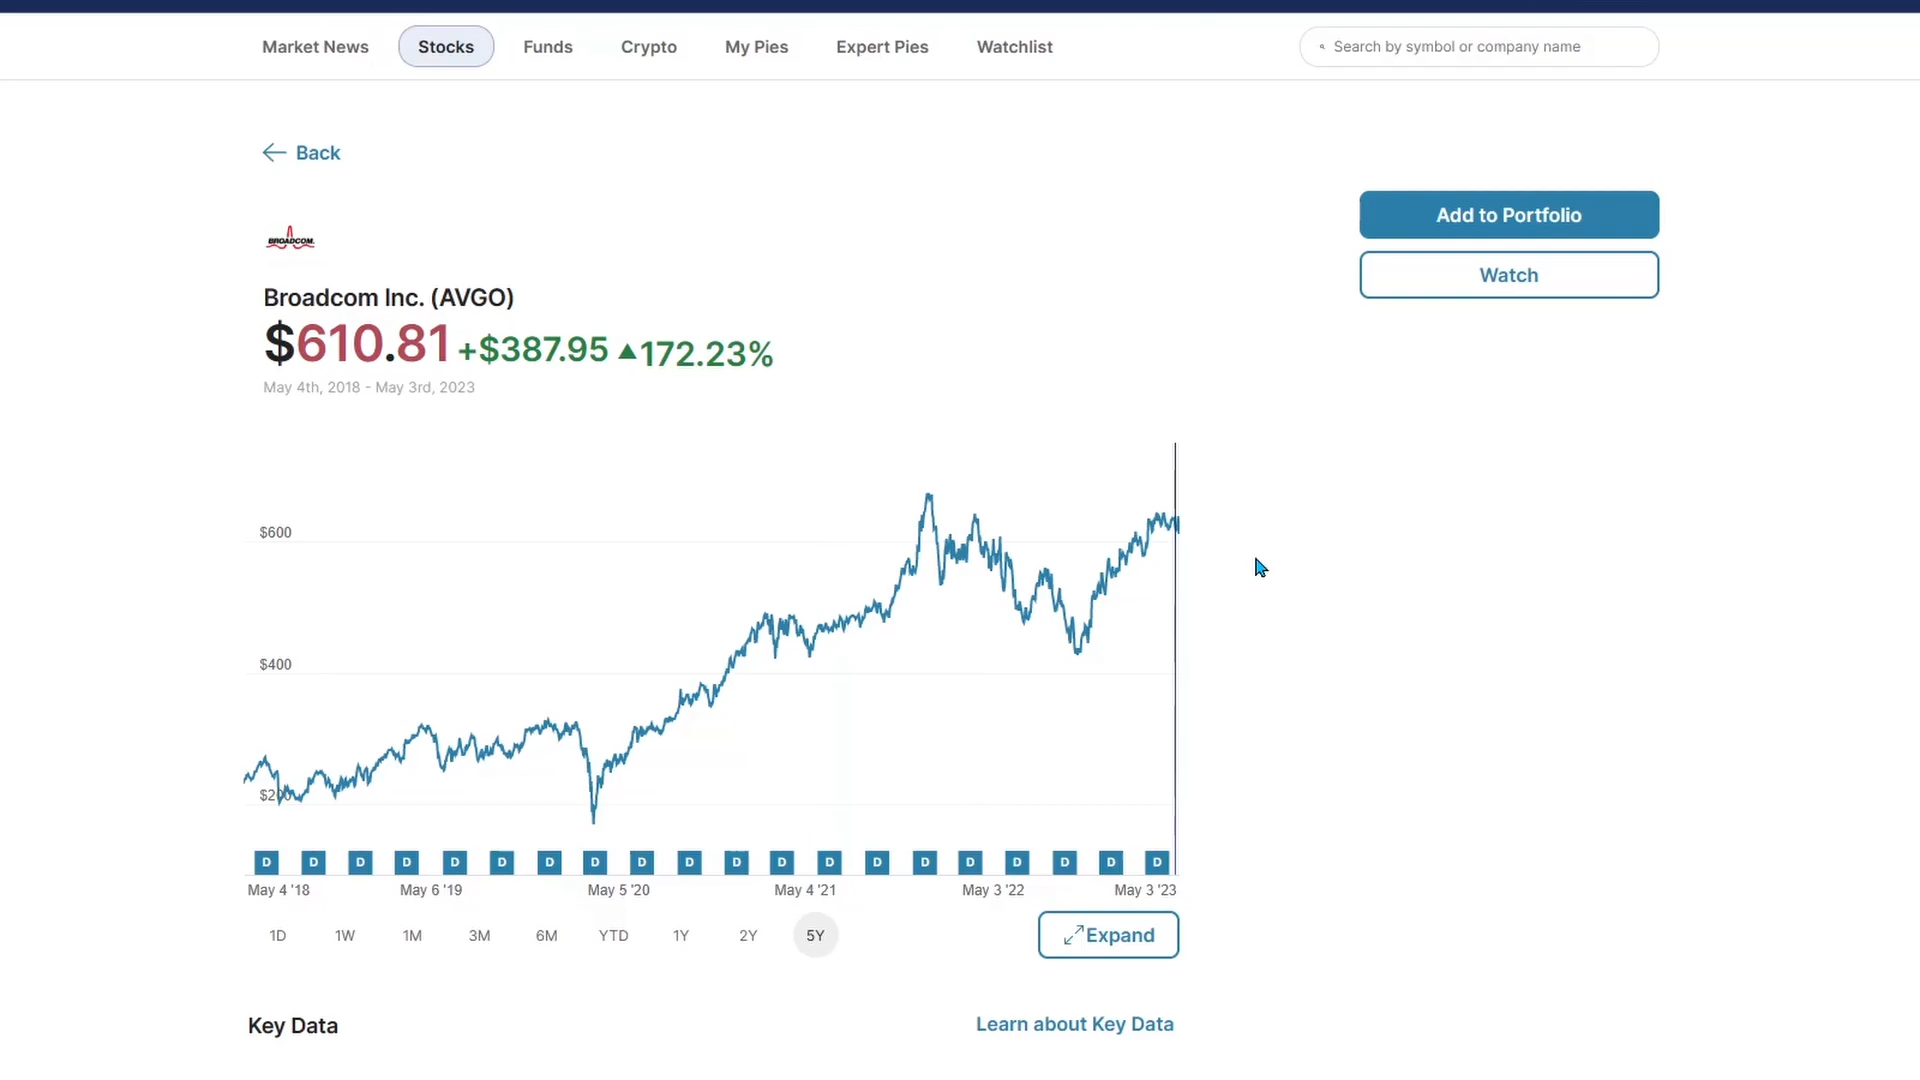 Market News Stocks Funds Crypto My Pies Expert Pies Watchlist Search by symbol or company name
Back
Add to Portfolio
Watch
BROADCOM.
Broadcom Inc. (AVGO)
$610.81 +$387.95 ▲172.23%
May 4th, 2018 - May 3rd, 2023
$600
$400
$200
D D D D D D D D D D D D D D D D D D D D
May 4 '18 May 6 '19 May 5 '20 May 4 '21 May 3 '22 May 3 '23
1D 1W 1M 3M 6M YTD 1Y 2Y 5Y Expand
Key Data Learn about Key Data